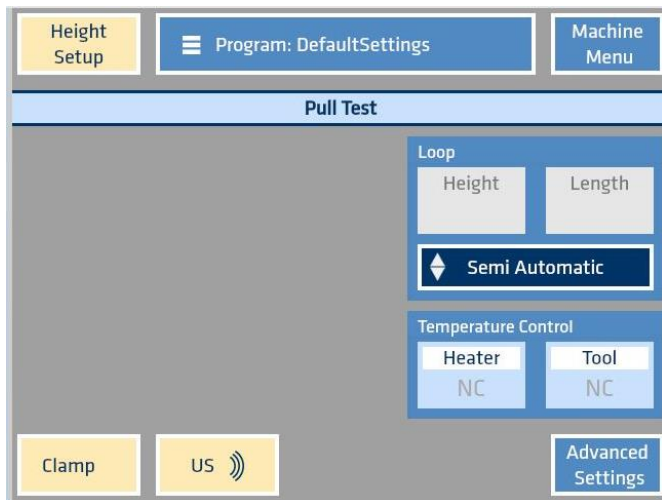 Height
Setup
Program: DefaultSettings
Machine
Menu
Pull Test
Loop
Height
Length
Semi Automatic
Temperature Control
Heater
Tool
NC
NC
Clamp
US
Advanced
Settings